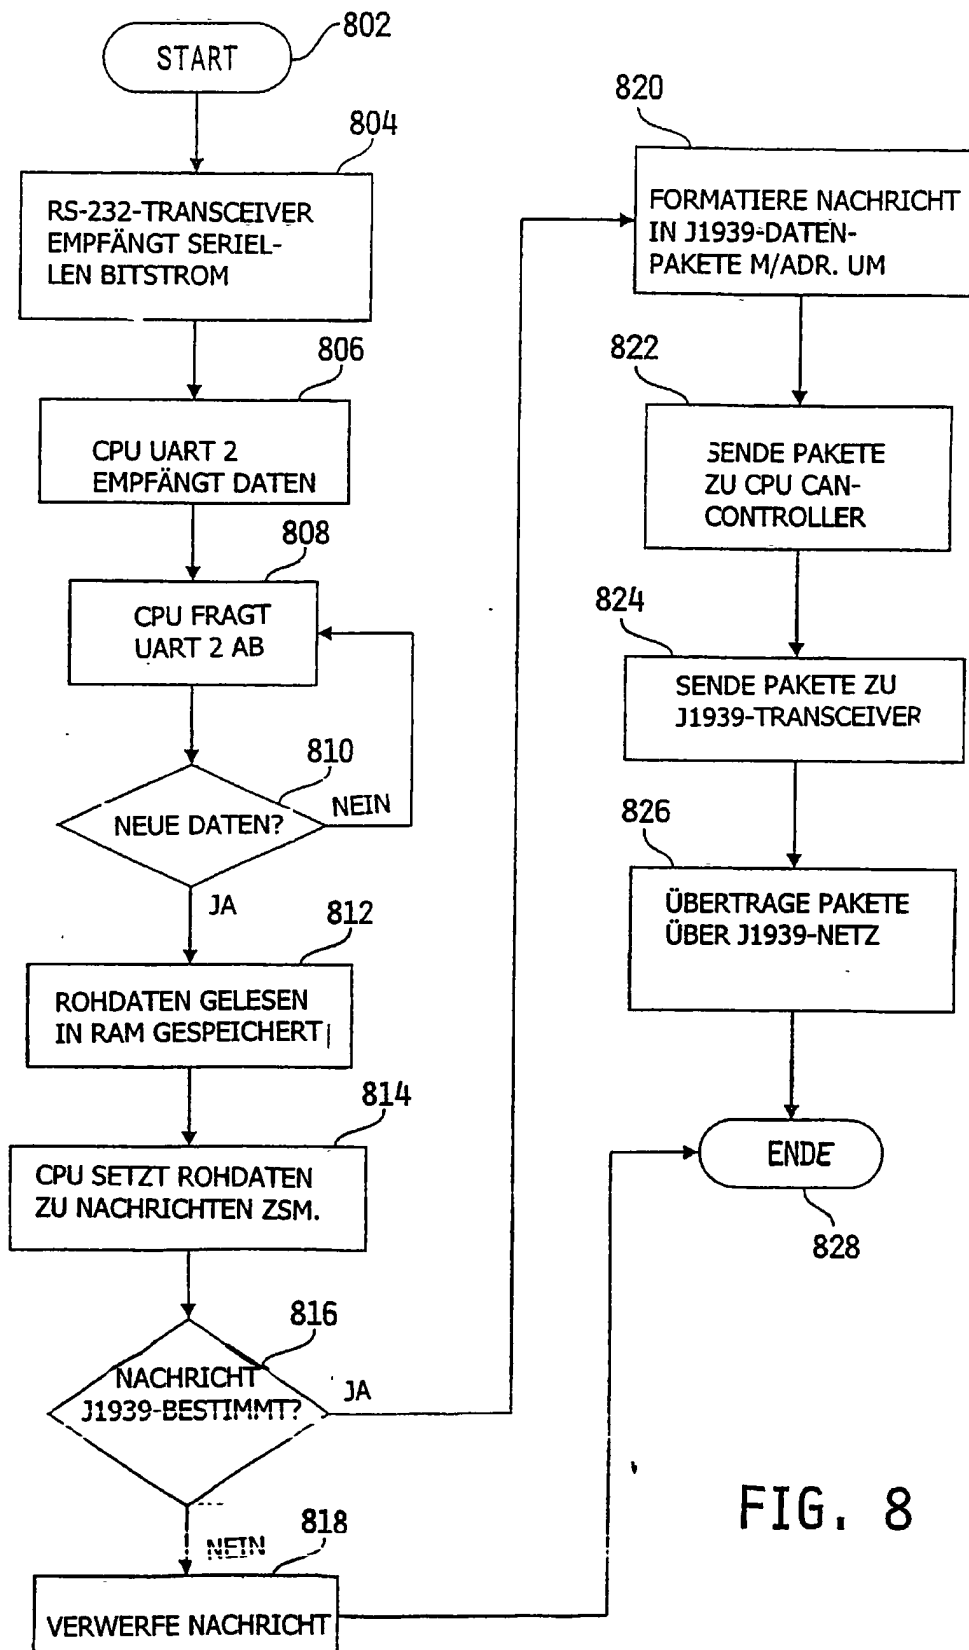 802
START
804
RS-232-TRANSCEIVER
EMPFÄNGT SERIEL-
LEN BITSTROM
806
CPU UART 2
EMPFÄNGT DATEN
808
CPU FRAGT
UART 2 AB
810
NEUE DATEN?
NEIN
JA
812
ROHDATEN GELESEN
IN RAM GESPEICHERT
814
CPU SETZT ROHDATEN
ZU NACHRICHTEN ZSM.
816
NACHRICHT
J1939-BESTIMMT?
JA
NEIN
818
VERWERFE NACHRICHT
820
FORMATIERE NACHRICHT
IN J1939-DATEN-
PAKETE M/ADR. UM
822
SENDE PAKETE
ZU CPU CAN-
CONTROLLER
824
SENDE PAKETE ZU
J1939-TRANSCEIVER
826
ÜBERTRAGE PAKETE
ÜBER J1939-NETZ
ENDE
828
FIG. 8